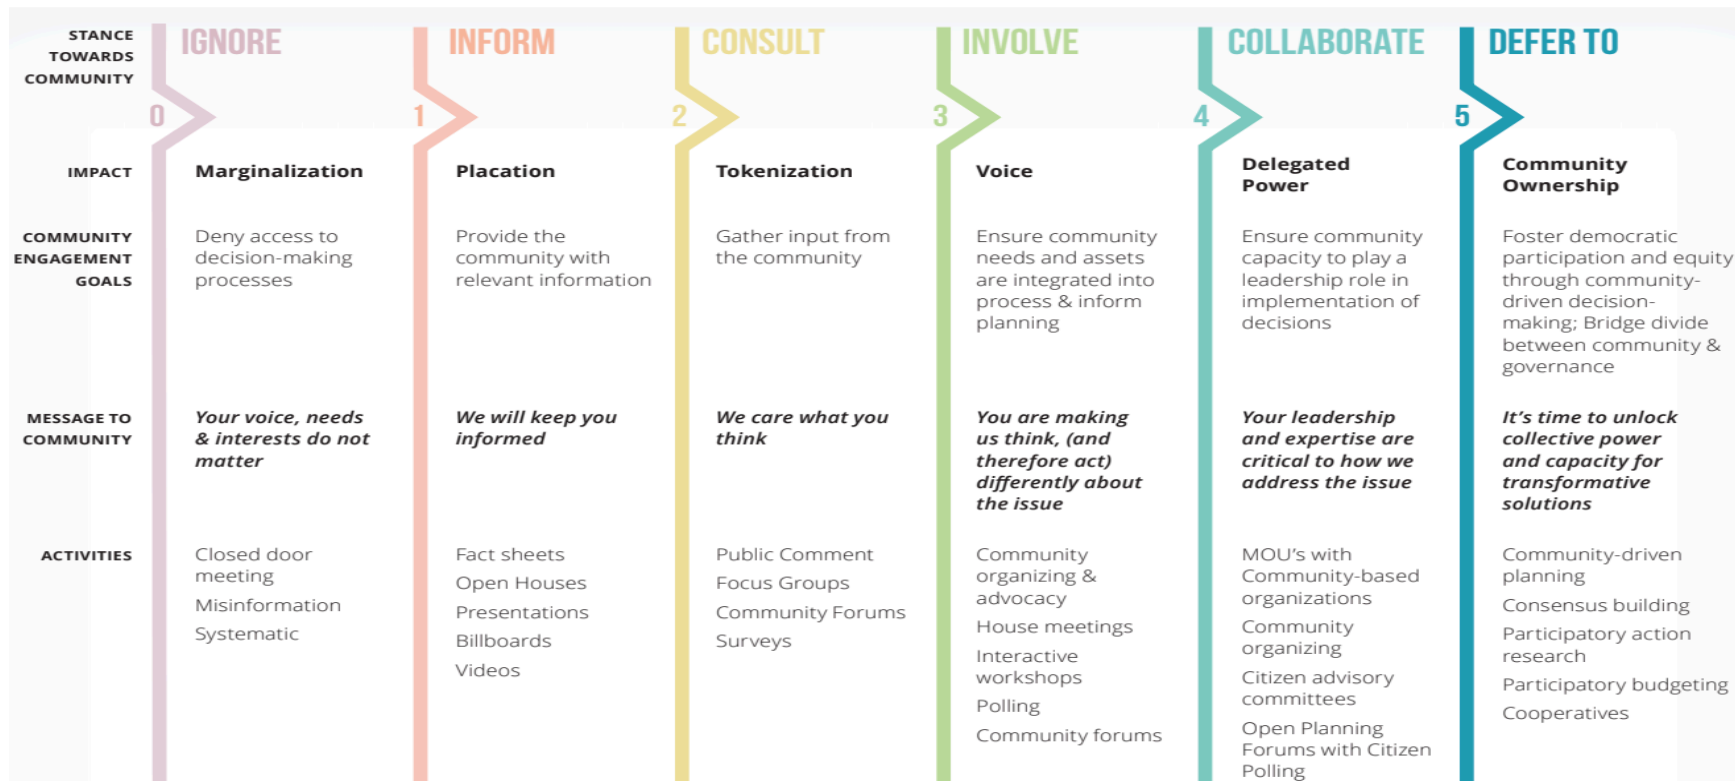 STANCE
TOWARDS
COMMUNITY
IGNORE
INFORM
CONSULT
INVOLVE
COLLABORATE
DEFER TO
0
1
2
3
4
5
IMPACT
Marginalization
Placation
Tokenization
Voice
Delegated
Power
Community
Ownership
COMMUNITY
ENGAGEMENT
GOALS
Deny access to
decision-making
processes
Provide the
community with
relevant information
Gather input from
the community
Ensure community
needs and assets
are integrated into
process & inform
planning
Ensure community
capacity to play a
leadership role in
implementation of
decisions
Foster democratic
participation and equity
through community-
driven decision-
making; Bridge divide
between community &
governance
MESSAGE TO
COMMUNITY
Your voice, needs
& interests do not
matter
We will keep you
informed
We care what you
think
You are making
us think, (and
therefore act)
differently about
the issue
Your leadership
and expertise are
critical to how we
address the issue
It's time to unlock
collective power
and capacity for
transformative
solutions
ACTIVITIES
Closed door
meeting
Misinformation
Systematic
Fact sheets
Open Houses
Presentations
Billboards
Videos
Public Comment
Focus Groups
Community Forums
Surveys
Community
organizing &
advocacy
House meetings
Interactive
workshops
Polling
Community forums
MOU's with
Community-based
organizations
Community
organizing
Citizen advisory
committees
Open Planning
Forums with Citizen
Polling
Community-driven
planning
Consensus building
Participatory action
research
Participatory budgeting
Cooperatives